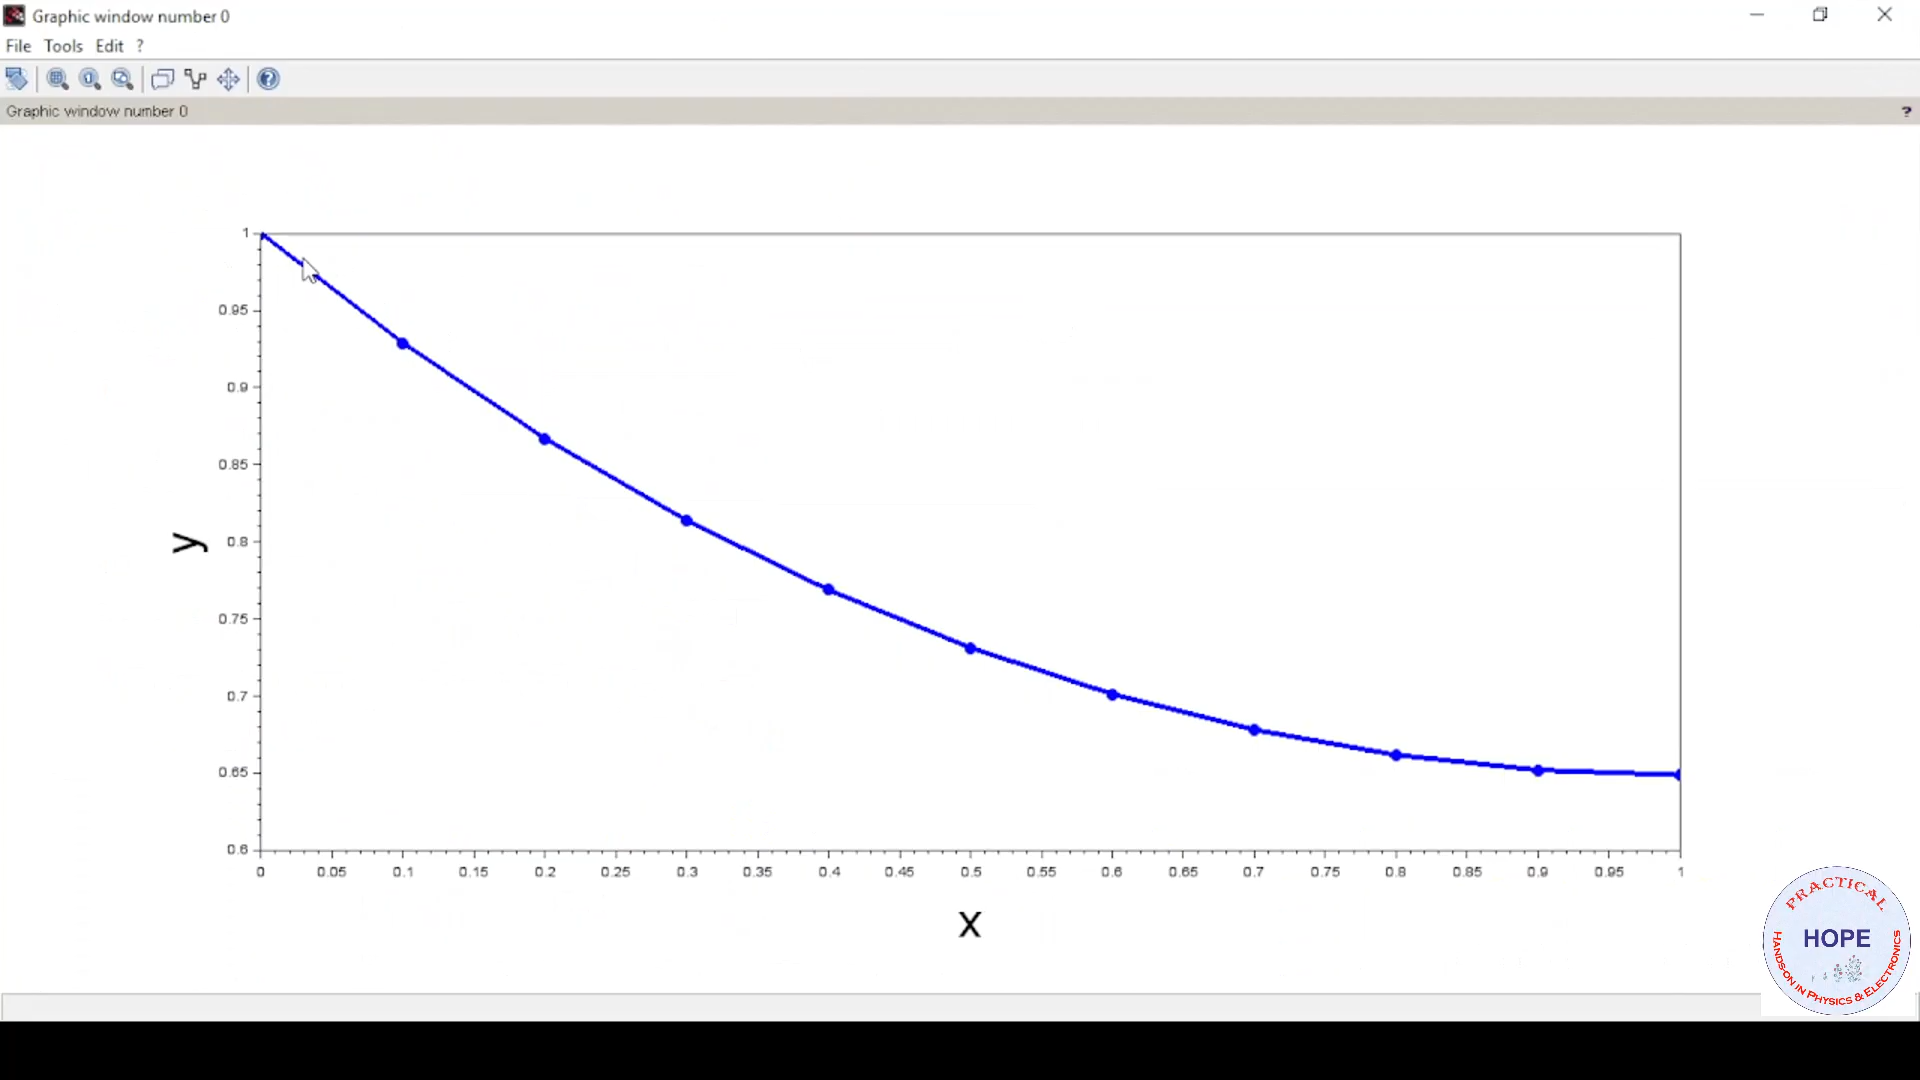 Graphic window number 0
File Tools Edit ?
Graphic window number 0
?
1
0.95
0.9
0.85
0.8
0.75
0.7
0.65
0.6
y
0 0.05 0.1 0.15 0.2 0.25 0.3 0.35 0.4 0.45 0.5 0.55 0.6 0.65 0.7 0.75 0.8 0.85 0.9 0.95 1
x
PRACTICAL
HOPE
HANDS-ON IN PHYSICS & ELECTRONICS